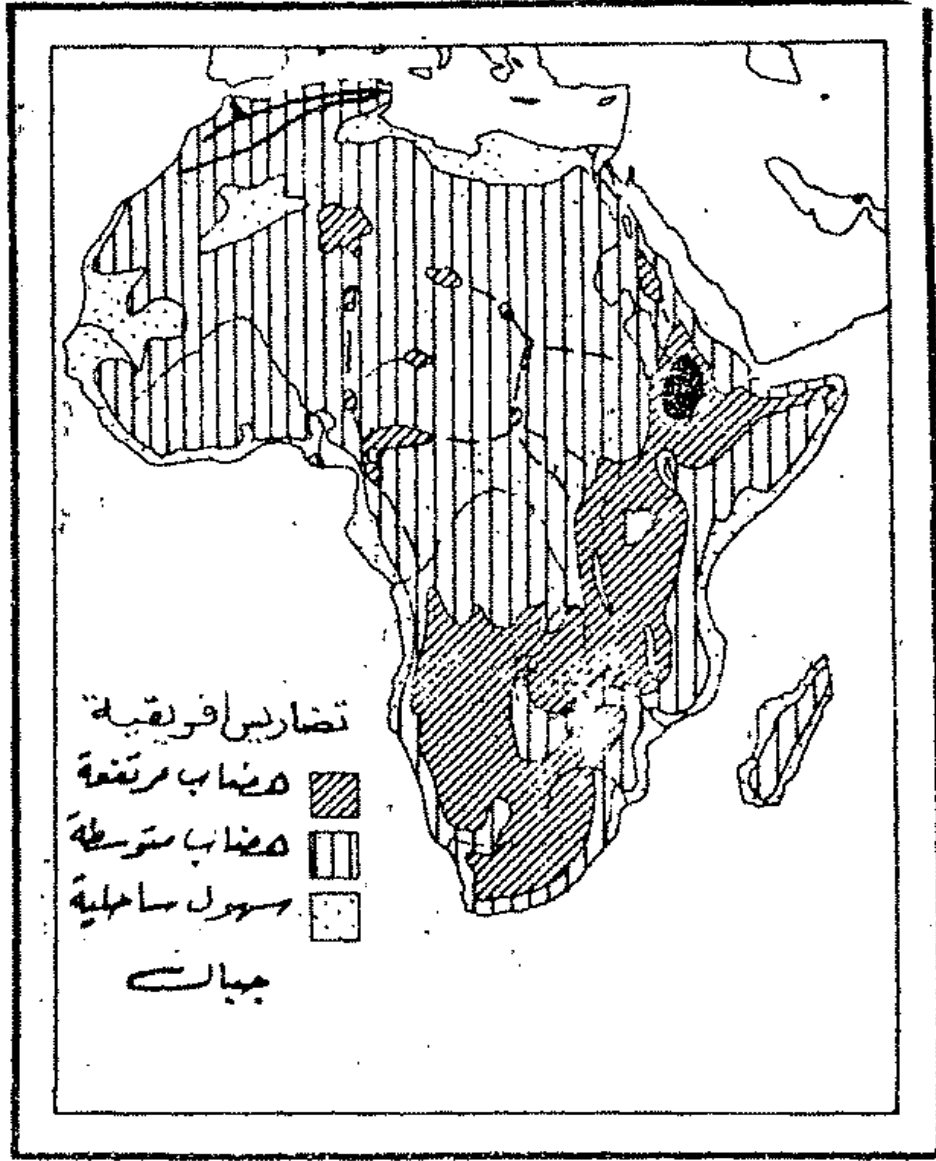 تضاريس افريقية
هضاب مرتفعة
هضاب متوسطة
سهول ساحلية
جبال